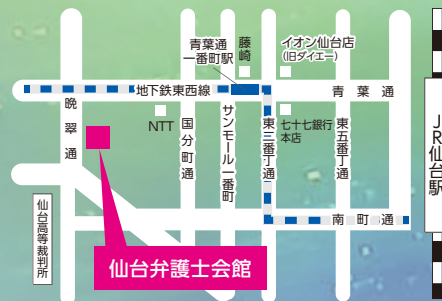 青葉通
一番町駅
藤崎
イオン仙台店
(旧ダイエー)
地下鉄東西線
青葉通
晩翠通
NTT
国分町通
サンモール一番町
東三番丁通
七十七銀行
本店
東五番丁通
JR仙台駅
仙台高等裁判所
南町通
仙台弁護士会館